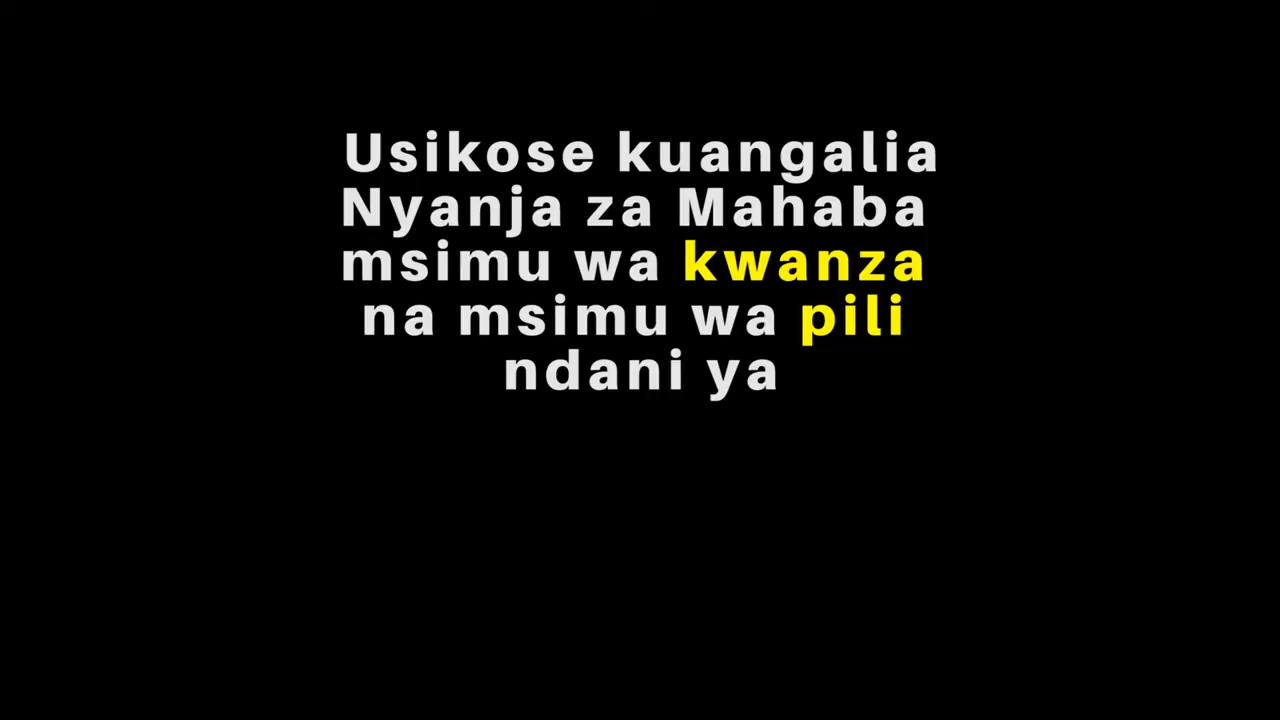 Usikose kuangalia
Nyanja za Mahaba
msimu wa kwanza
na msimu wa pili
ndani ya